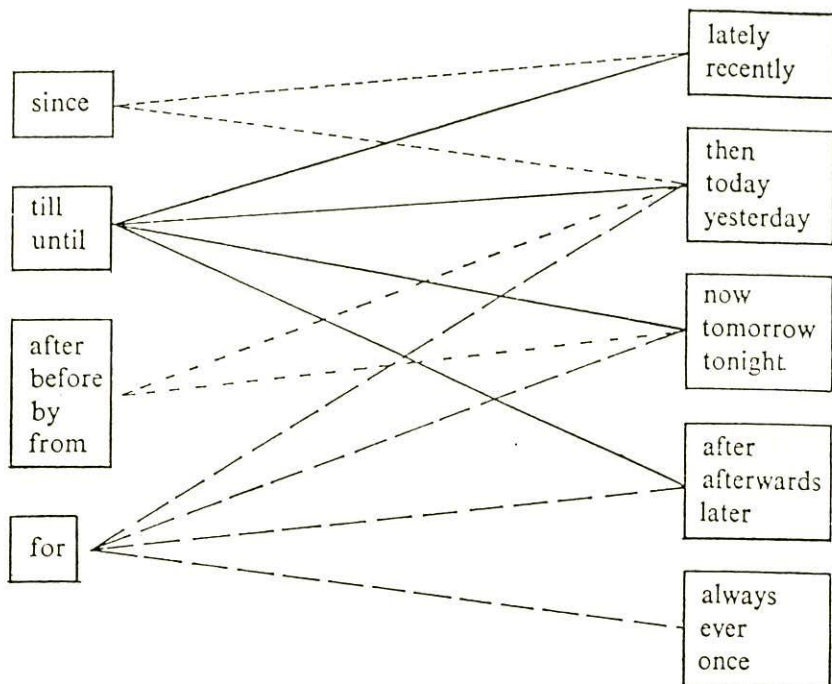 since
till
until
after
before
by
from
for
lately
recently
then
today
yesterday
now
tomorrow
tonight
after
afterwards
later
always
ever
once